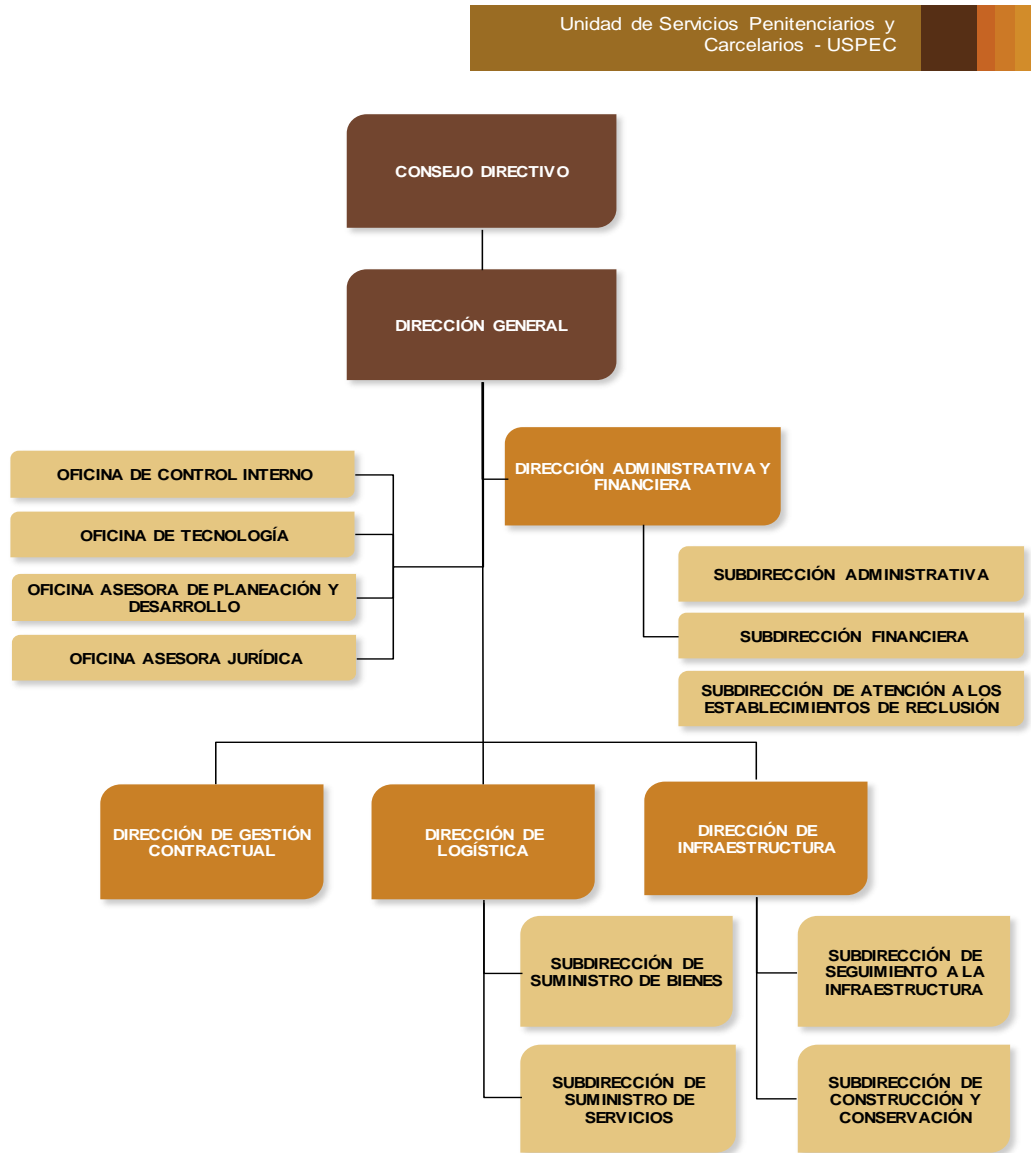 Unidad de Servicios Penitenciarios y
Carcelarios - USPEC
CONSEJO DIRECTIVO
DIRECCIÓN GENERAL
DIRECCIÓN ADMINISTRATIVA Y
FINANCIERA
OFICINA DE CONTROL INTERNO
OFICINA DE TECNOLOGÍA
OFICINA ASESORA DE PLANEACIÓN Y
DESARROLLO
OFICINA ASESORA JURÍDICA
SUBDIRECCIÓN ADMINISTRATIVA
SUBDIRECCIÓN FINANCIERA
SUBDIRECCIÓN DE ATENCIÓN A LOS
ESTABLECIMIENTOS DE RECLUSIÓN
DIRECCIÓN DE GESTIÓN
CONTRACTUAL
DIRECCIÓN DE
LOGÍSTICA
DIRECCIÓN DE
INFRAESTRUCTURA
SUBDIRECCIÓN DE
SUMINISTRO DE BIENES
SUBDIRECCIÓN DE
SEGUIMIENTO A LA
INFRAESTRUCTURA
SUBDIRECCIÓN DE
SUMINISTRO DE
SERVICIOS
SUBDIRECCIÓN DE
CONSTRUCCIÓN Y
CONSERVACIÓN